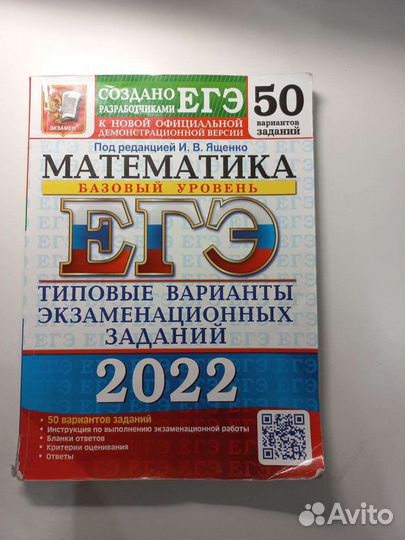 СОЗДАНО
РАЗРАБОТЧИКАМИ ЕГЭ
К НОВОЙ ОФИЦИАЛЬНОЙ
ДЕМОНСТРАЦИОННОЙ ВЕРСИИ
50
вариантов
заданий
ЭКЗАМЕН
Под редакцией И. В. Ященко
МАТЕМАТИКА
БАЗОВЫЙ УРОВЕНЬ
ЕГЭ
ТИПОВЫЕ ВАРИАНТЫ
ЭКЗАМЕНАЦИОННЫХ
ЗАДАНИЙ
2022
• 50 вариантов заданий
• Инструкция по выполнению экзаменационной работы
• Бланки ответов
• Критерии оценивания
• Ответы
Avito